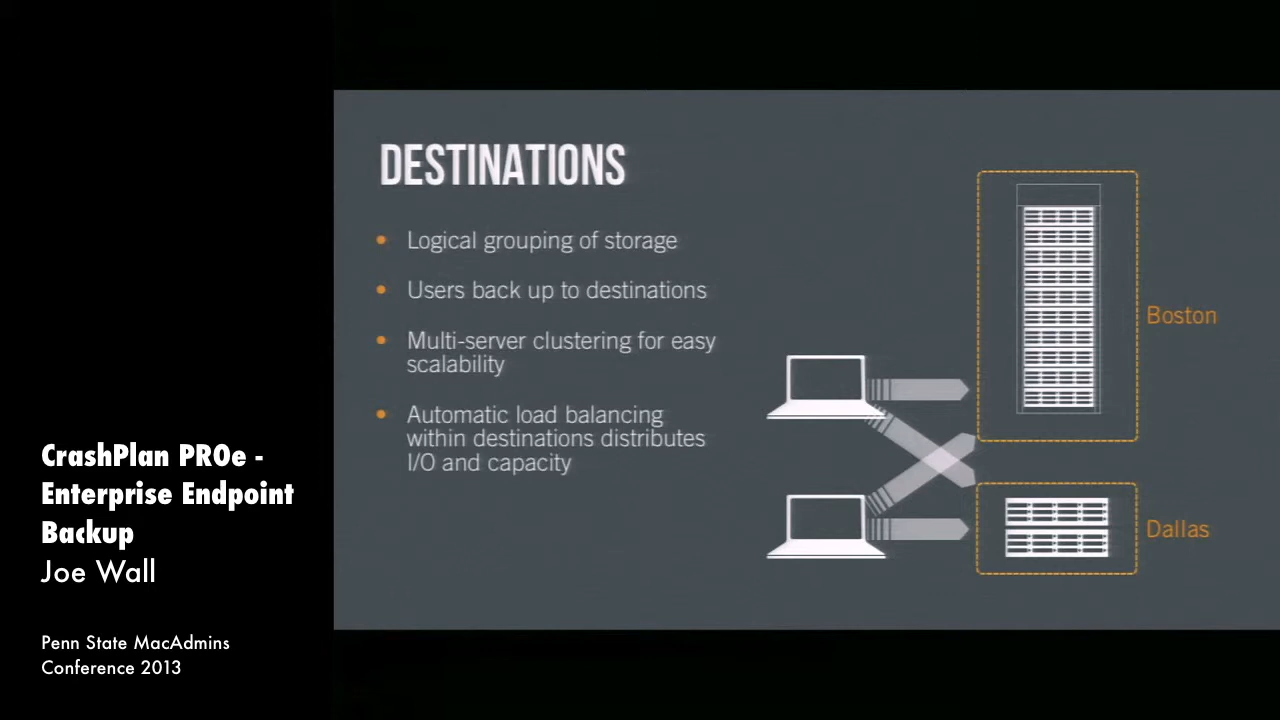 DESTINATIONS
Logical grouping of storage
Users back up to destinations
Multi-server clustering for easy
scalability
Automatic load balancing
within destinations distributes
I/O and capacity
Boston
Dallas
CrashPlan PROe -
Enterprise Endpoint
Backup
Joe Wall
Penn State MacAdmins
Conference 2013